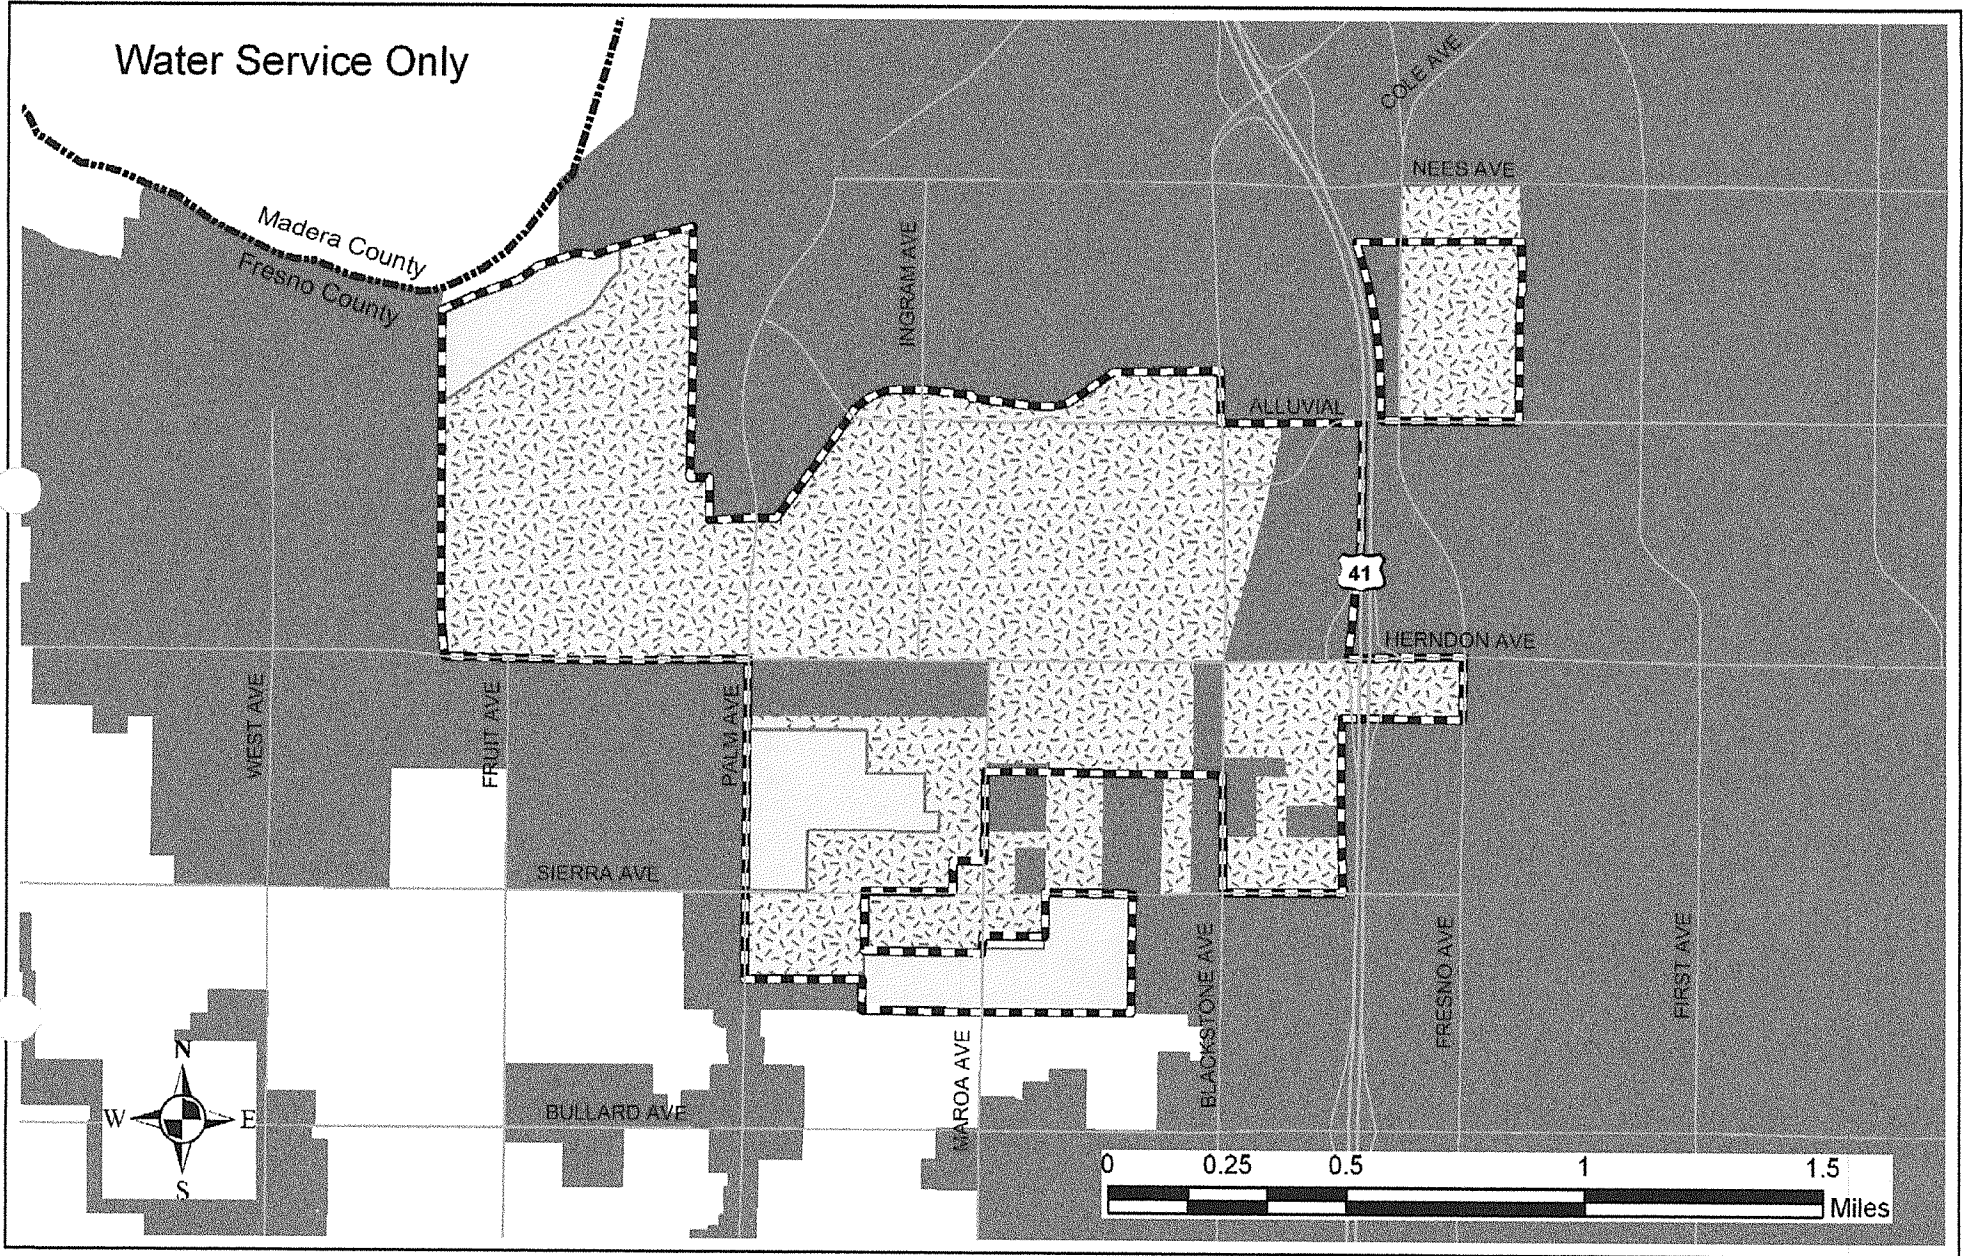 Water Service Only
COLE AVE
NEES AVE
Madera County
Fresno County
INGRAM AVE
ALLUVIAL
41
HERNDON AVE
WEST AVE
FRUIT AVE
PALM AVE
SIERRA AVE
BLACKSTONE AVE
FRESNO AVE
FIRST AVE
MAROA AVE
BULLARD AVE
N
W E
S
0 0.25 0.5 1 1.5
Miles